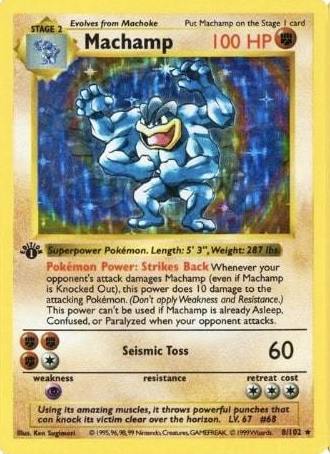 Evolves from Machoke Put Machamp on the Stage 1 card
STAGE 2
Machamp 100 HP
EDITION
1
Superpower Pokémon. Length: 5' 3", Weight: 287 lbs.
Pokémon Power: Strikes Back Whenever your
opponent's attack damages Machamp (even if Machamp
is Knocked Out), this power does 10 damage to the
attacking Pokémon. (Don't apply Weakness and Resistance.)
This power can't be used if Machamp is already Asleep,
Confused, or Paralyzed when your opponent attacks.
Seismic Toss 60
weakness resistance retreat cost
Using its amazing muscles, it throws powerful punches that
can knock its victim clear over the horizon. LV. 67 #68
Illus. Ken Sugimori © 1995, 96, 98, 99 Nintendo, Creatures, GAMEFREAK. © 1999 Wizards. 8/102 ★